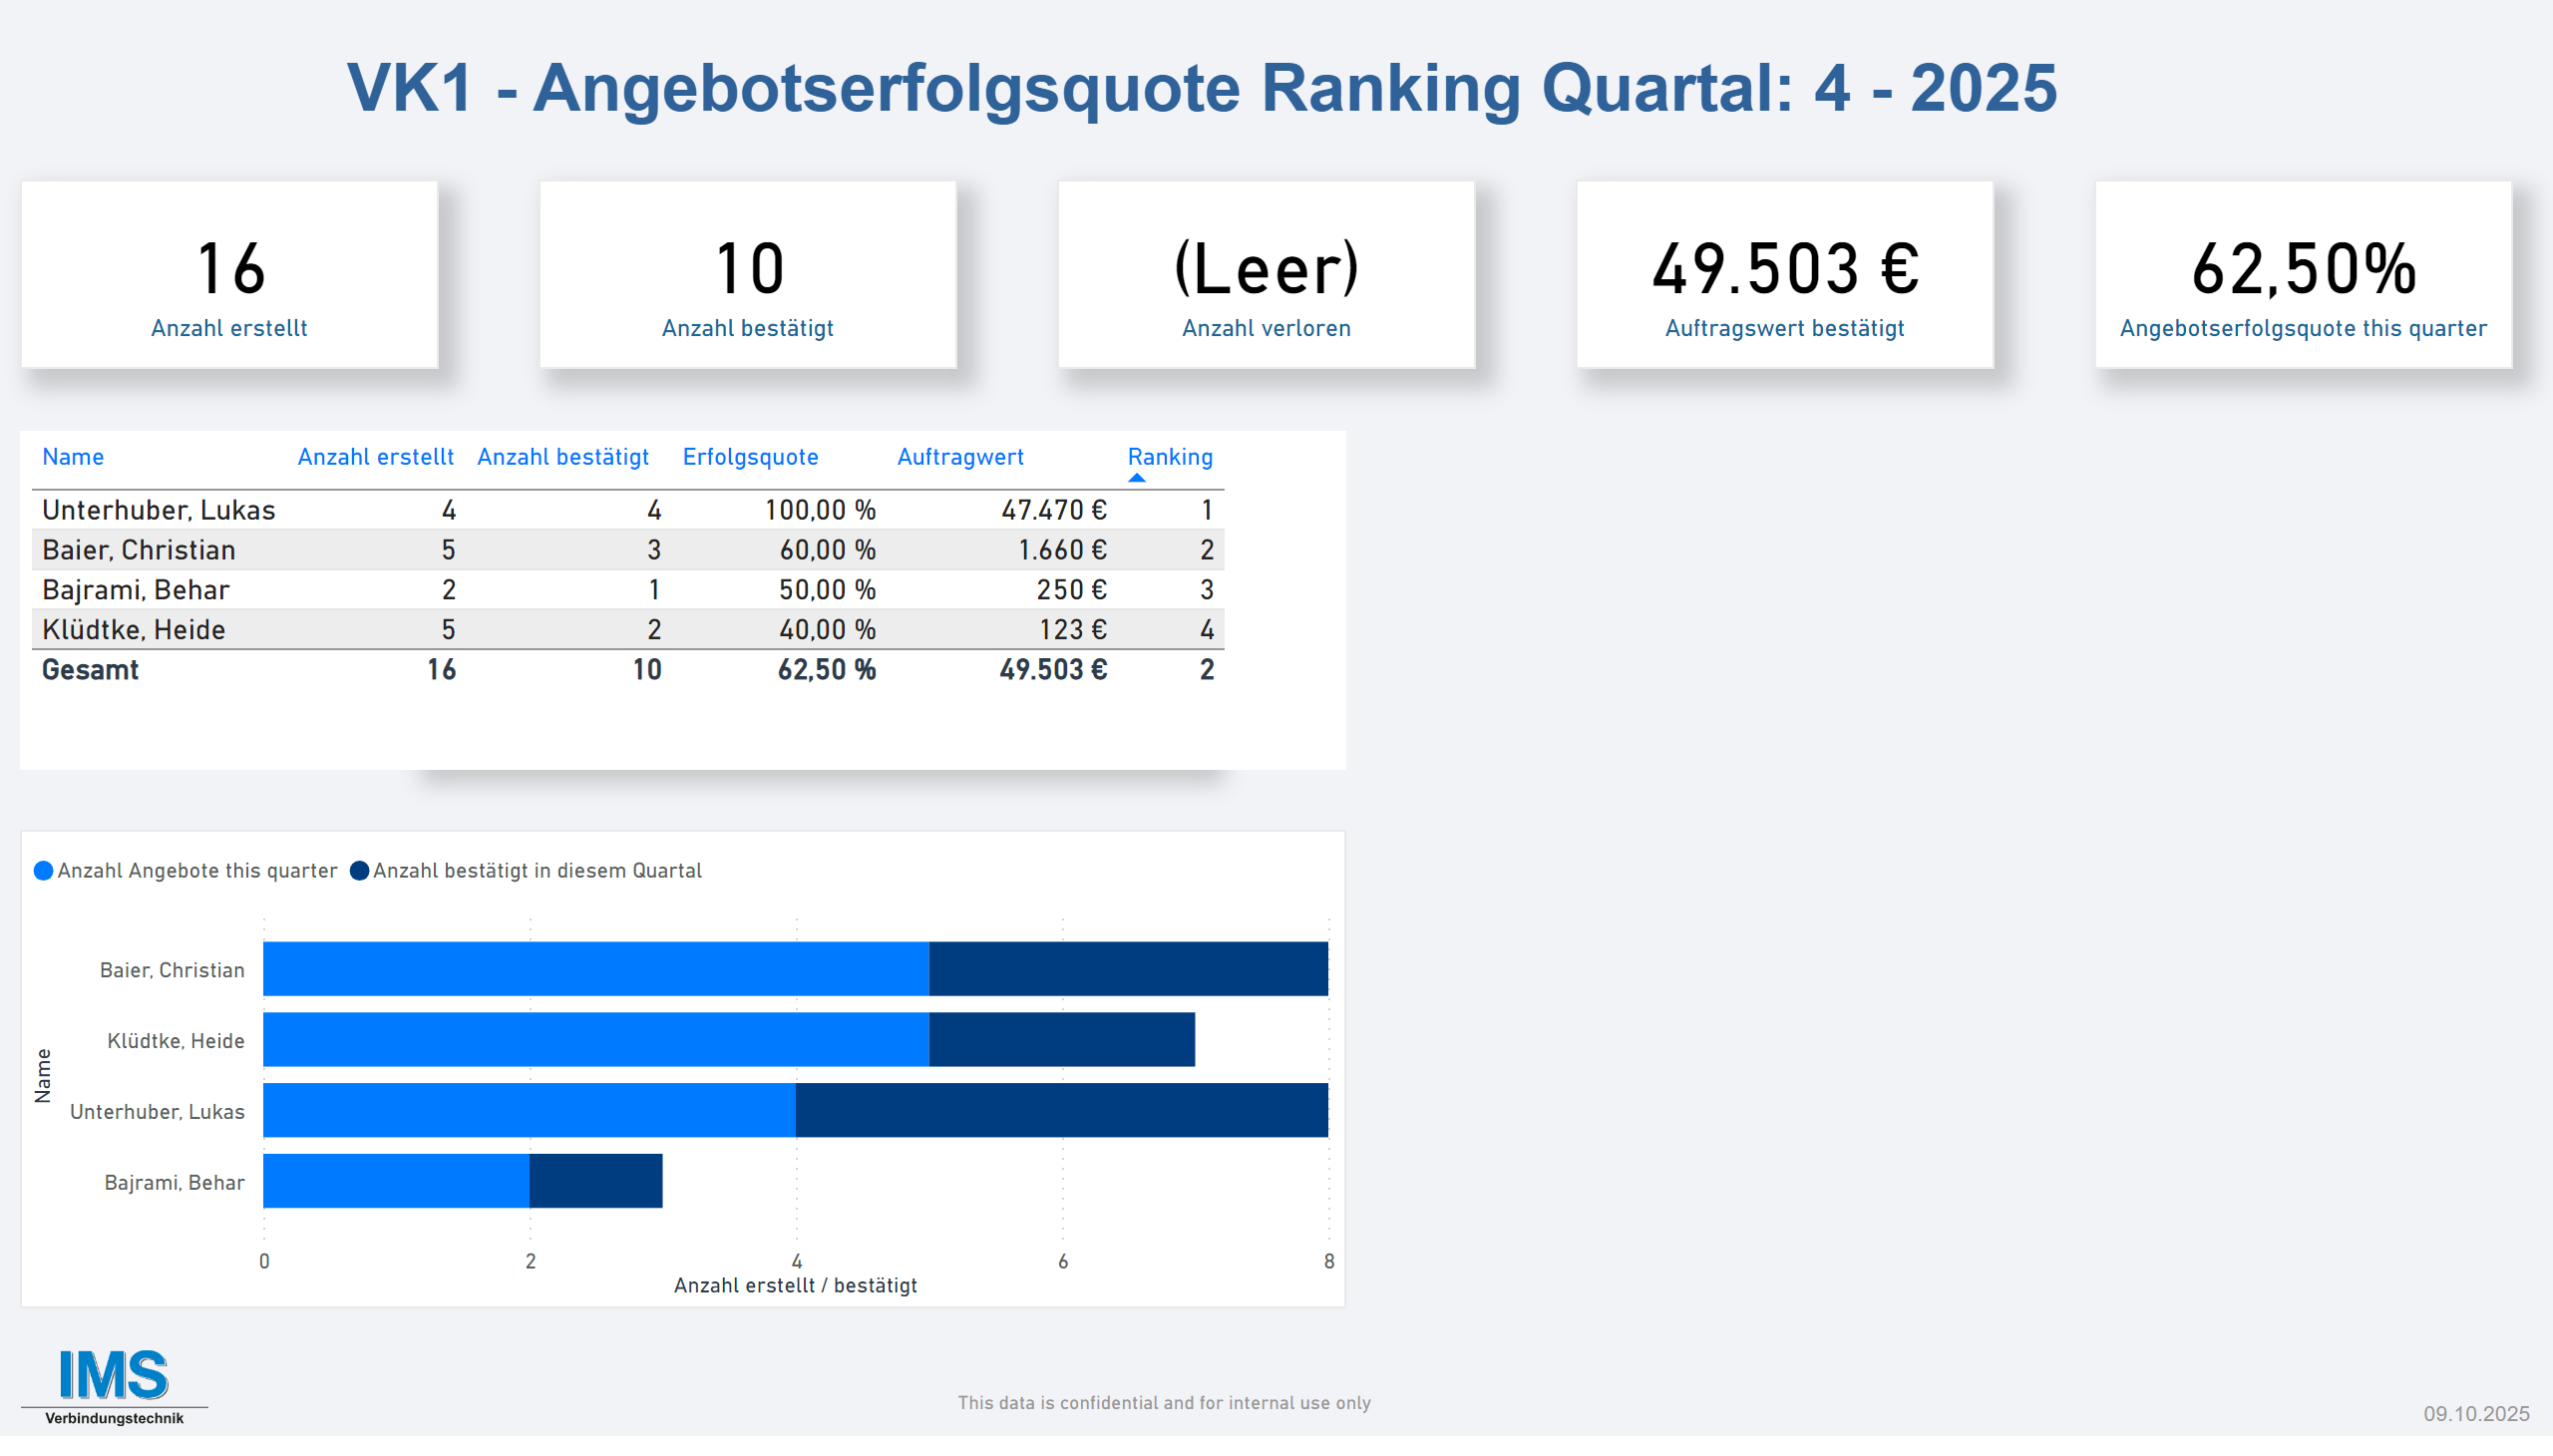 VK1 - Angebotserfolgsquote Ranking Quartal: 4 - 2025
16
Anzahl erstellt
10
Anzahl bestätigt
(Leer)
Anzahl verloren
49.503 €
Auftragswert bestätigt
62,50%
Angebotserfolgsquote this quarter
Name Anzahl erstellt Anzahl bestätigt Erfolgsquote Auftragwert Ranking
Unterhuber, Lukas 4 4 100,00 % 47.470 € 1
Baier, Christian 5 3 60,00 % 1.660 € 2
Bajrami, Behar 2 1 50,00 % 250 € 3
Klüdtke, Heide 5 2 40,00 % 123 € 4
Gesamt 16 10 62,50 % 49.503 € 2
Anzahl Angebote this quarter Anzahl bestätigt in diesem Quartal
Name
Baier, Christian
Klüdtke, Heide
Unterhuber, Lukas
Bajrami, Behar
0 2 4 6 8
Anzahl erstellt / bestätigt
IMS
Verbindungstechnik
This data is confidential and for internal use only
09.10.2025